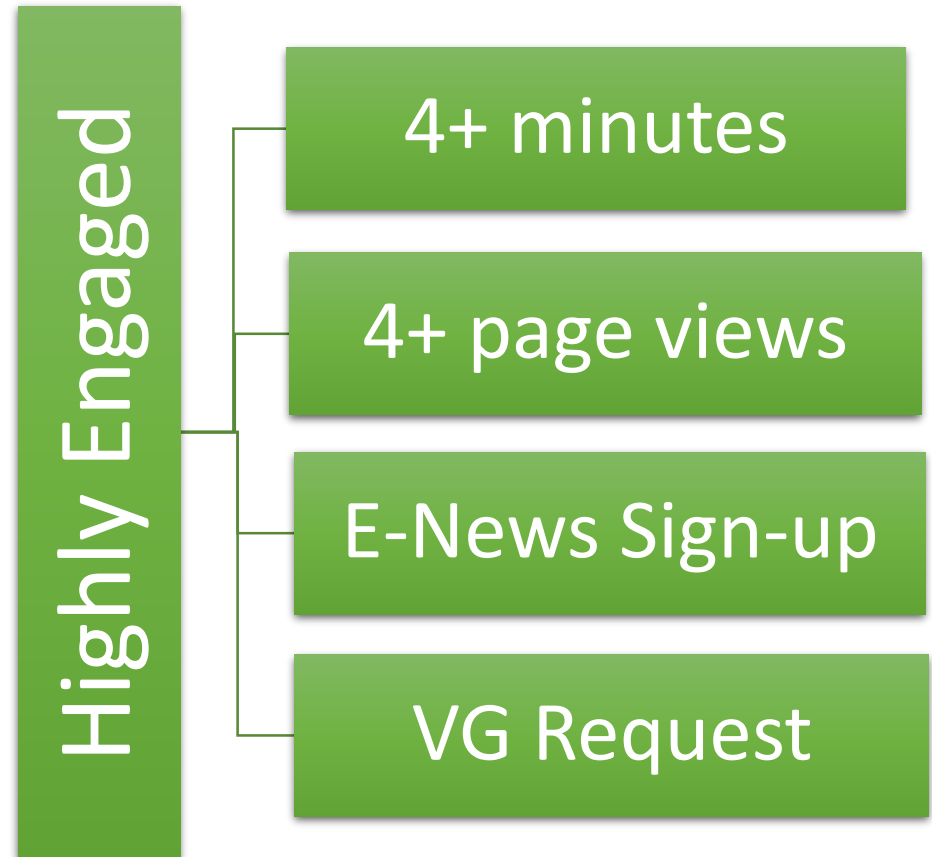 Highly Engaged
4+ minutes
4+ page views
E-News Sign-up
VG Request